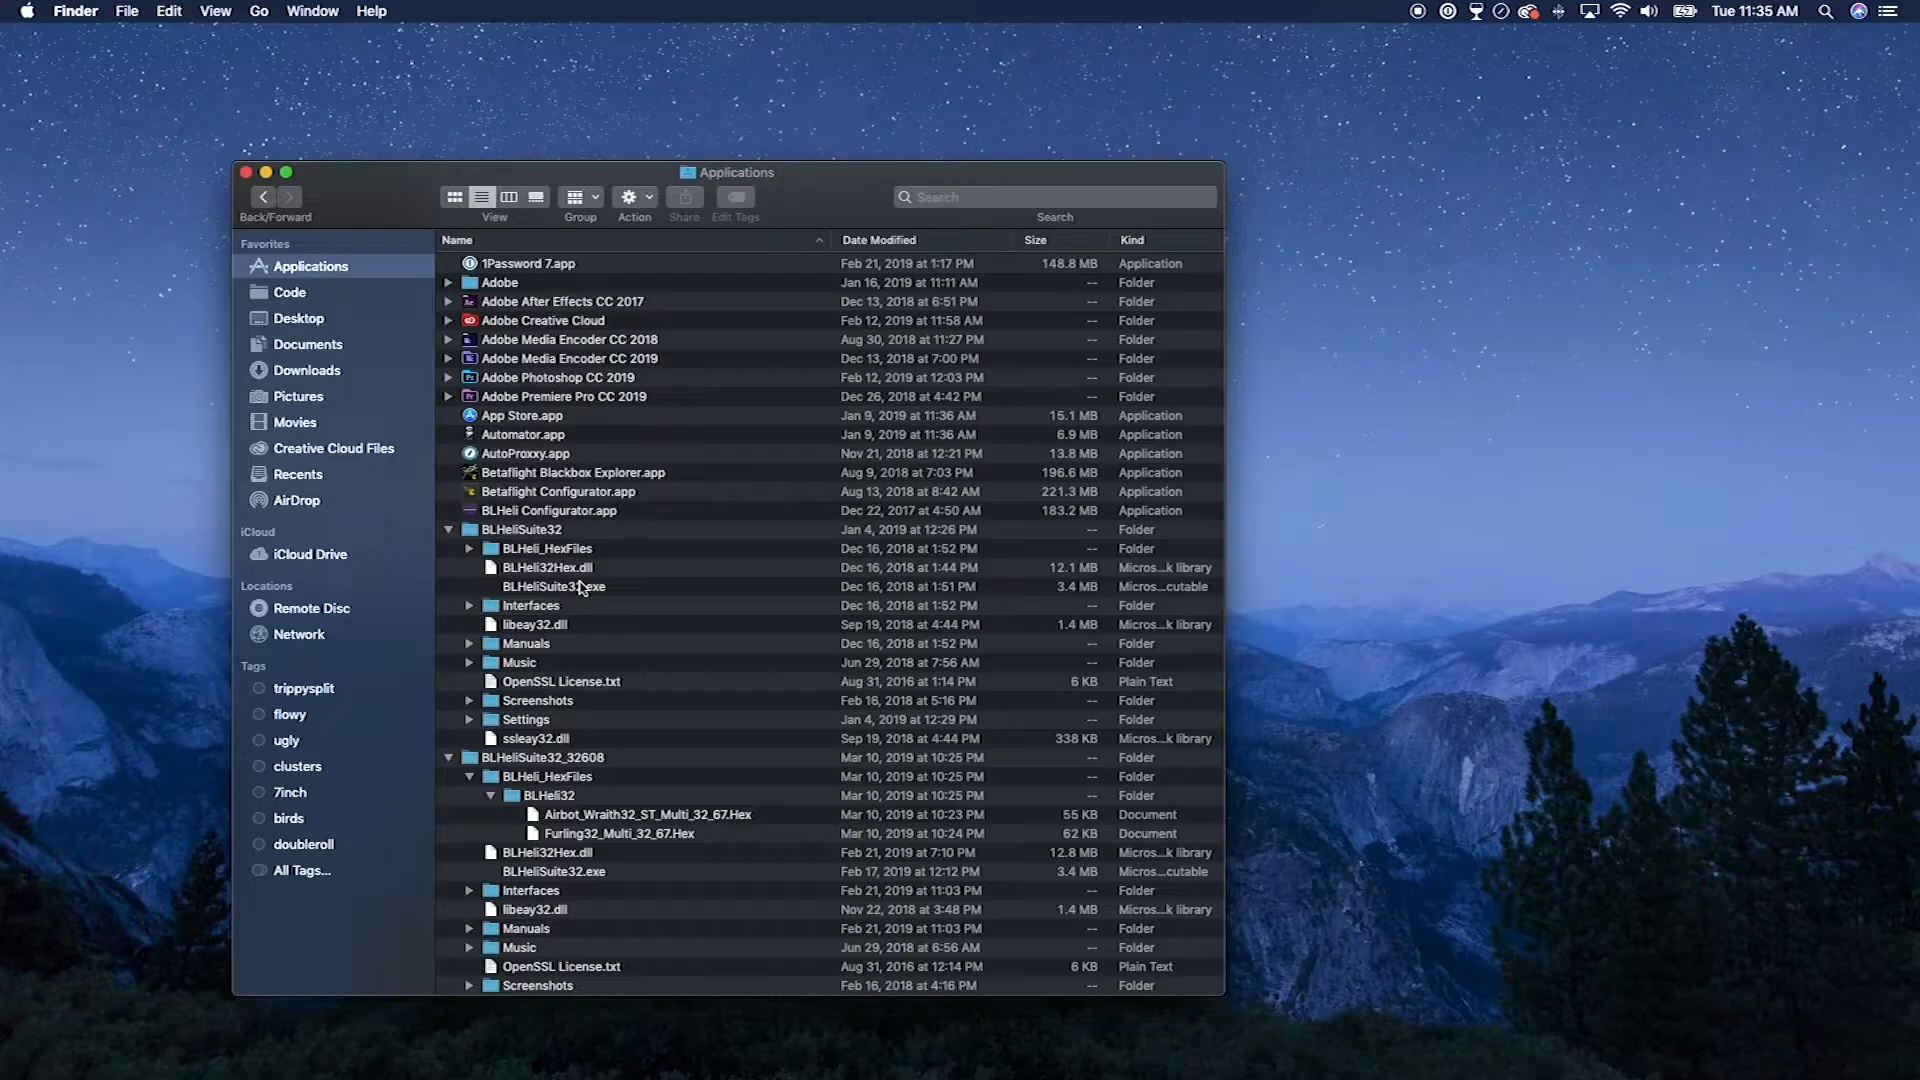 Finder File Edit View Go Window Help
Tue 11:35 AM
Applications
Search
Back/Forward View Group Action Share Edit Tags Search
Favorites
Applications
Code
Desktop
Documents
Downloads
Pictures
Movies
Creative Cloud Files
Recents
AirDrop
iCloud
iCloud Drive
Locations
Remote Disc
Network
Tags
trippysplit
flowy
ugly
clusters
7inch
birds
doubleroll
All Tags...
Name Date Modified Size Kind
1Password 7.app Feb 21, 2019 at 1:17 PM 148.8 MB Application
Adobe Jan 16, 2019 at 11:11 AM -- Folder
Adobe After Effects CC 2017 Dec 13, 2018 at 6:51 PM -- Folder
Adobe Creative Cloud Feb 12, 2019 at 11:58 AM -- Folder
Adobe Media Encoder CC 2018 Aug 30, 2018 at 11:27 PM -- Folder
Adobe Media Encoder CC 2019 Dec 13, 2018 at 7:00 PM -- Folder
Adobe Photoshop CC 2019 Feb 12, 2019 at 12:03 PM -- Folder
Adobe Premiere Pro CC 2019 Dec 26, 2018 at 4:42 PM -- Folder
App Store.app Jan 9, 2019 at 11:36 AM 15.1 MB Application
Automator.app Jan 9, 2019 at 11:36 AM 6.9 MB Application
AutoProxxy.app Nov 21, 2018 at 12:21 PM 13.8 MB Application
Betaflight Blackbox Explorer.app Aug 9, 2018 at 7:03 PM 196.6 MB Application
Betaflight Configurator.app Aug 13, 2018 at 8:42 AM 221.3 MB Application
BLHeli Configurator.app Dec 22, 2017 at 4:50 AM 183.2 MB Application
BLHeliSuite32 Jan 4, 2019 at 12:26 PM -- Folder
BLHeli_HexFiles Dec 16, 2018 at 1:52 PM -- Folder
BLHeli32Hex.dll Dec 16, 2018 at 1:44 PM 12.1 MB Micros...k library
BLHeliSuite32.exe Dec 16, 2018 at 1:51 PM 3.4 MB Micros...cutable
Interfaces Dec 16, 2018 at 1:52 PM -- Folder
libeay32.dll Sep 19, 2018 at 4:44 PM 1.4 MB Micros...k library
Manuals Dec 16, 2018 at 1:52 PM -- Folder
Music Jun 29, 2018 at 7:56 AM -- Folder
OpenSSL License.txt Aug 31, 2016 at 1:14 PM 6 KB Plain Text
Screenshots Feb 16, 2018 at 5:16 PM -- Folder
Settings Jan 4, 2019 at 12:29 PM -- Folder
ssleay32.dll Sep 19, 2018 at 4:44 PM 338 KB Micros...k library
BLHeliSuite32_32608 Mar 10, 2019 at 10:25 PM -- Folder
BLHeli_HexFiles Mar 10, 2019 at 10:25 PM -- Folder
BLHeli32 Mar 10, 2019 at 10:25 PM -- Folder
Airbot_Wraith32_ST_Multi_32_67.Hex Mar 10, 2019 at 10:23 PM 55 KB Document
Furling32_Multi_32_67.Hex Mar 10, 2019 at 10:24 PM 62 KB Document
BLHeli32Hex.dll Feb 21, 2019 at 7:10 PM 12.8 MB Micros...k library
BLHeliSuite32.exe Feb 17, 2019 at 12:12 PM 3.4 MB Micros...cutable
Interfaces Feb 21, 2019 at 11:03 PM -- Folder
libeay32.dll Nov 22, 2018 at 3:48 PM 1.4 MB Micros...k library
Manuals Feb 21, 2019 at 11:03 PM -- Folder
Music Jun 29, 2018 at 6:56 AM -- Folder
OpenSSL License.txt Aug 31, 2016 at 12:14 PM 6 KB Plain Text
Screenshots Feb 16, 2018 at 4:16 PM -- Folder